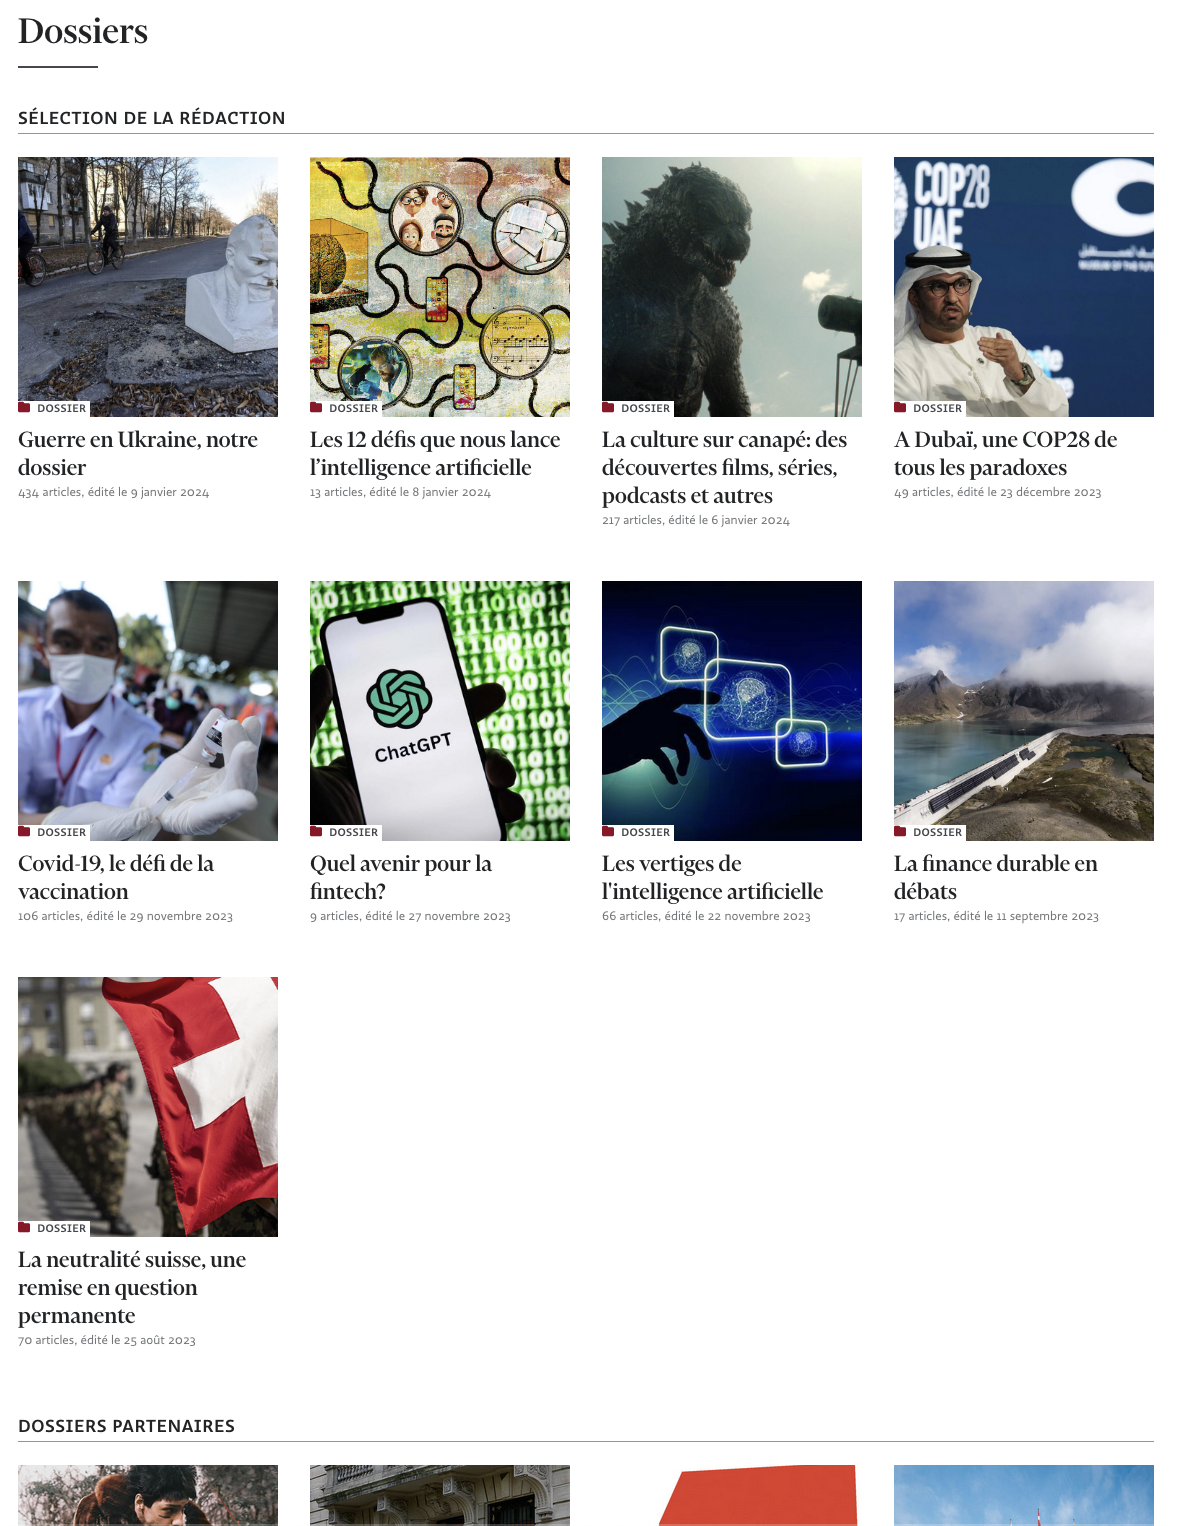 Dossiers
SÉLECTION DE LA RÉDACTION
COP28
UAE
DOSSIER
DOSSIER
DOSSIER
DOSSIER
Guerre en Ukraine, notre
dossier
434 articles, édité le 9 janvier 2024
Les 12 défis que nous lance
l’intelligence artificielle
13 articles, édité le 8 janvier 2024
La culture sur canapé: des
découvertes films, séries,
podcasts et autres
217 articles, édité le 6 janvier 2024
A Dubaï, une COP28 de
tous les paradoxes
49 articles, édité le 23 décembre 2023
ChatGPT
DOSSIER
DOSSIER
DOSSIER
DOSSIER
Covid-19, le défi de la
vaccination
106 articles, édité le 29 novembre 2023
Quel avenir pour la
fintech?
9 articles, édité le 27 novembre 2023
Les vertiges de
l'intelligence artificielle
66 articles, édité le 22 novembre 2023
La finance durable en
débats
17 articles, édité le 11 septembre 2023
DOSSIER
La neutralité suisse, une
remise en question
permanente
70 articles, édité le 25 août 2023
DOSSIERS PARTENAIRES